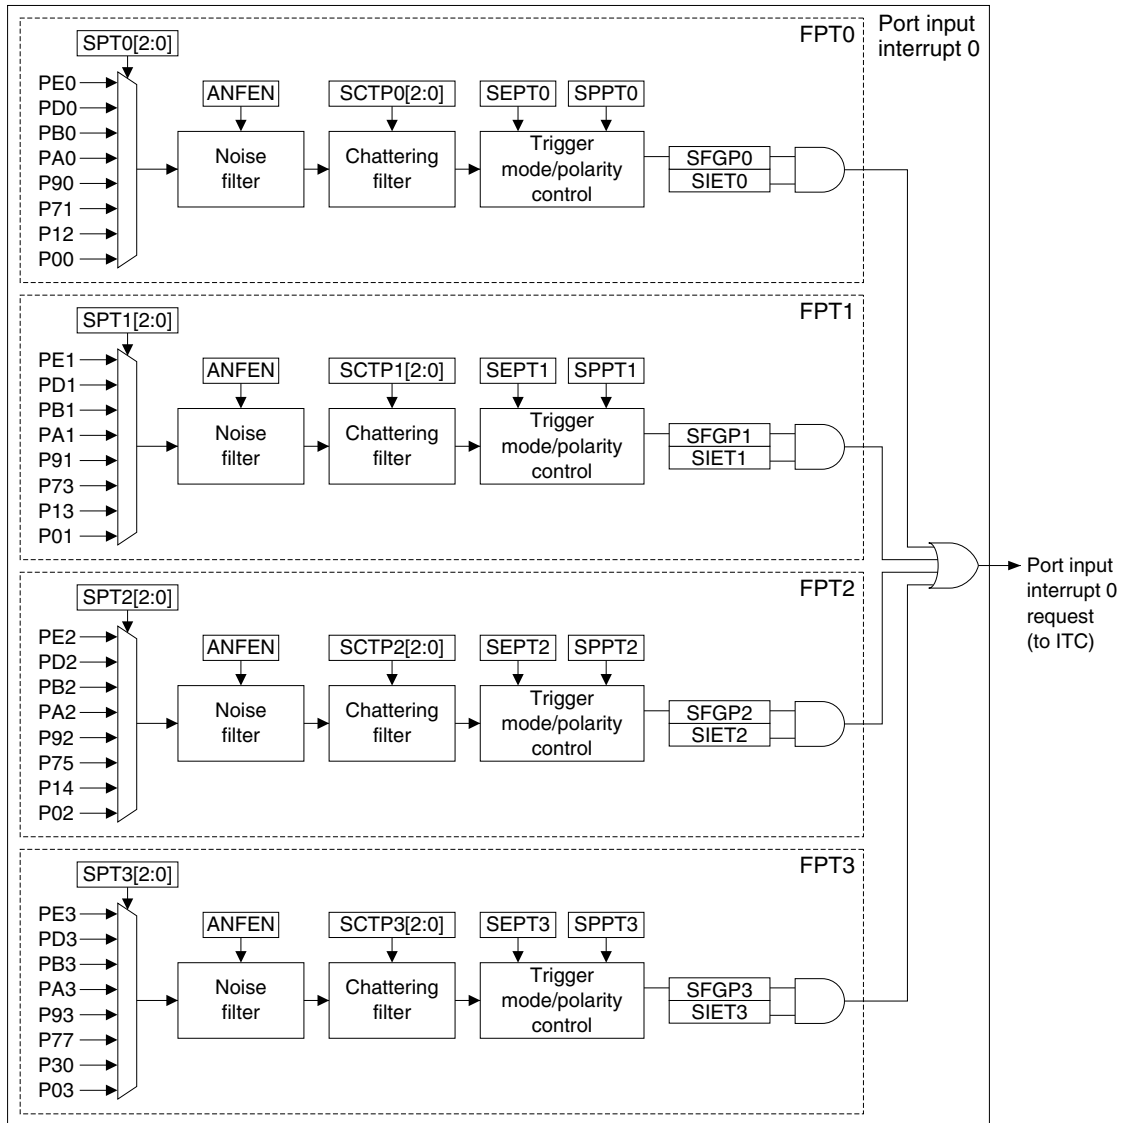 Port input
interrupt 0
FPT0
SPT0[2:0]
PE0
PD0
PB0
PA0
P90
P71
P12
P00
ANFEN
SCTP0[2:0]
SEPT0
SPPT0
Noise
filter
Chattering
filter
Trigger
mode/polarity
control
SFGP0
SIET0
FPT1
SPT1[2:0]
PE1
PD1
PB1
PA1
P91
P73
P13
P01
ANFEN
SCTP1[2:0]
SEPT1
SPPT1
Noise
filter
Chattering
filter
Trigger
mode/polarity
control
SFGP1
SIET1
FPT2
SPT2[2:0]
PE2
PD2
PB2
PA2
P92
P75
P14
P02
ANFEN
SCTP2[2:0]
SEPT2
SPPT2
Noise
filter
Chattering
filter
Trigger
mode/polarity
control
SFGP2
SIET2
FPT3
SPT3[2:0]
PE3
PD3
PB3
PA3
P93
P77
P30
P03
ANFEN
SCTP3[2:0]
SEPT3
SPPT3
Noise
filter
Chattering
filter
Trigger
mode/polarity
control
SFGP3
SIET3
Port input
interrupt 0
request
(to ITC)